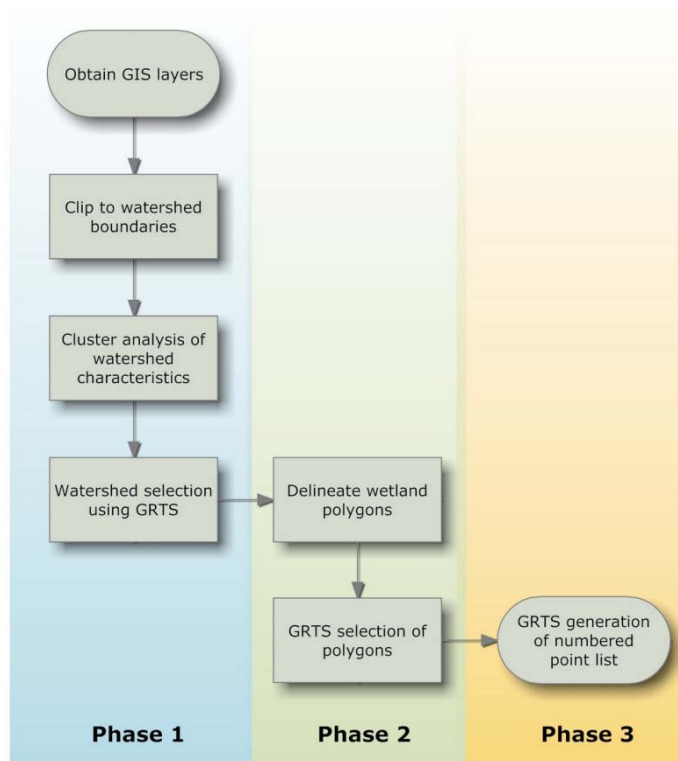 Obtain GIS layers
Clip to watershed
boundaries
Cluster analysis of
watershed
characteristics
Watershed selection
using GRTS
Delineate wetland
polygons
GRTS selection of
polygons
GRTS generation
of numbered
point list
Phase 1
Phase 2
Phase 3